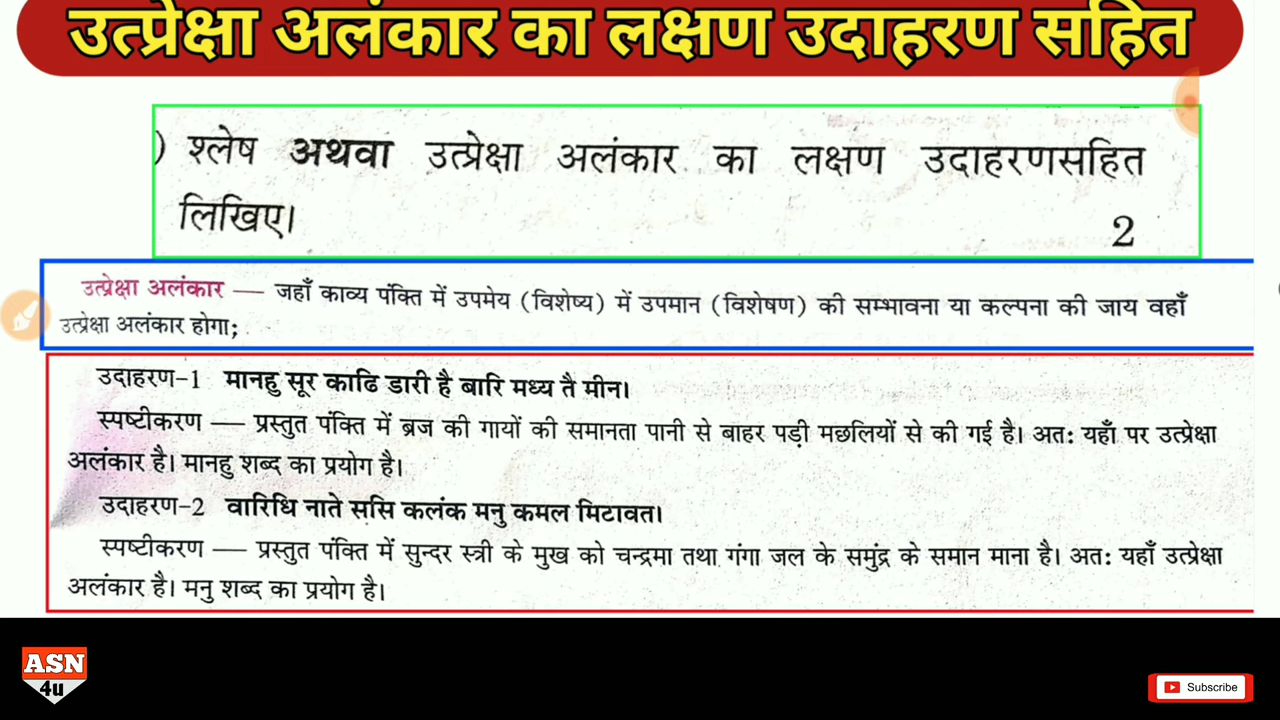 उत्प्रेक्षा अलंकार का लक्षण उदाहरण सहित
) श्लेष अथवा उत्प्रेक्षा अलंकार का लक्षण उदाहरणसहित
लिखिए। 2
उत्प्रेक्षा अलंकार — जहाँ काव्य पंक्ति में उपमेय (विशेष्य) में उपमान (विशेषण) की सम्भावना या कल्पना की जाय वहाँ
उत्प्रेक्षा अलंकार होगा;
उदाहरण-1 मानहु सूर काढि डारी है बारि मध्य तै मीन।
स्पष्टीकरण — प्रस्तुत पंक्ति में ब्रज की गायों की समानता पानी से बाहर पड़ी मछलियों से की गई है। अतः यहाँ पर उत्प्रेक्षा
अलंकार है। मानहु शब्द का प्रयोग है।
उदाहरण-2 वारिधि नाते ससि कलंक मनु कमल मिटावत।
स्पष्टीकरण — प्रस्तुत पंक्ति में सुन्दर स्त्री के मुख को चन्द्रमा तथा गंगा जल के समुंद्र के समान माना है। अतः यहाँ उत्प्रेक्षा
अलंकार है। मनु शब्द का प्रयोग है।
ASN
4u
Subscribe